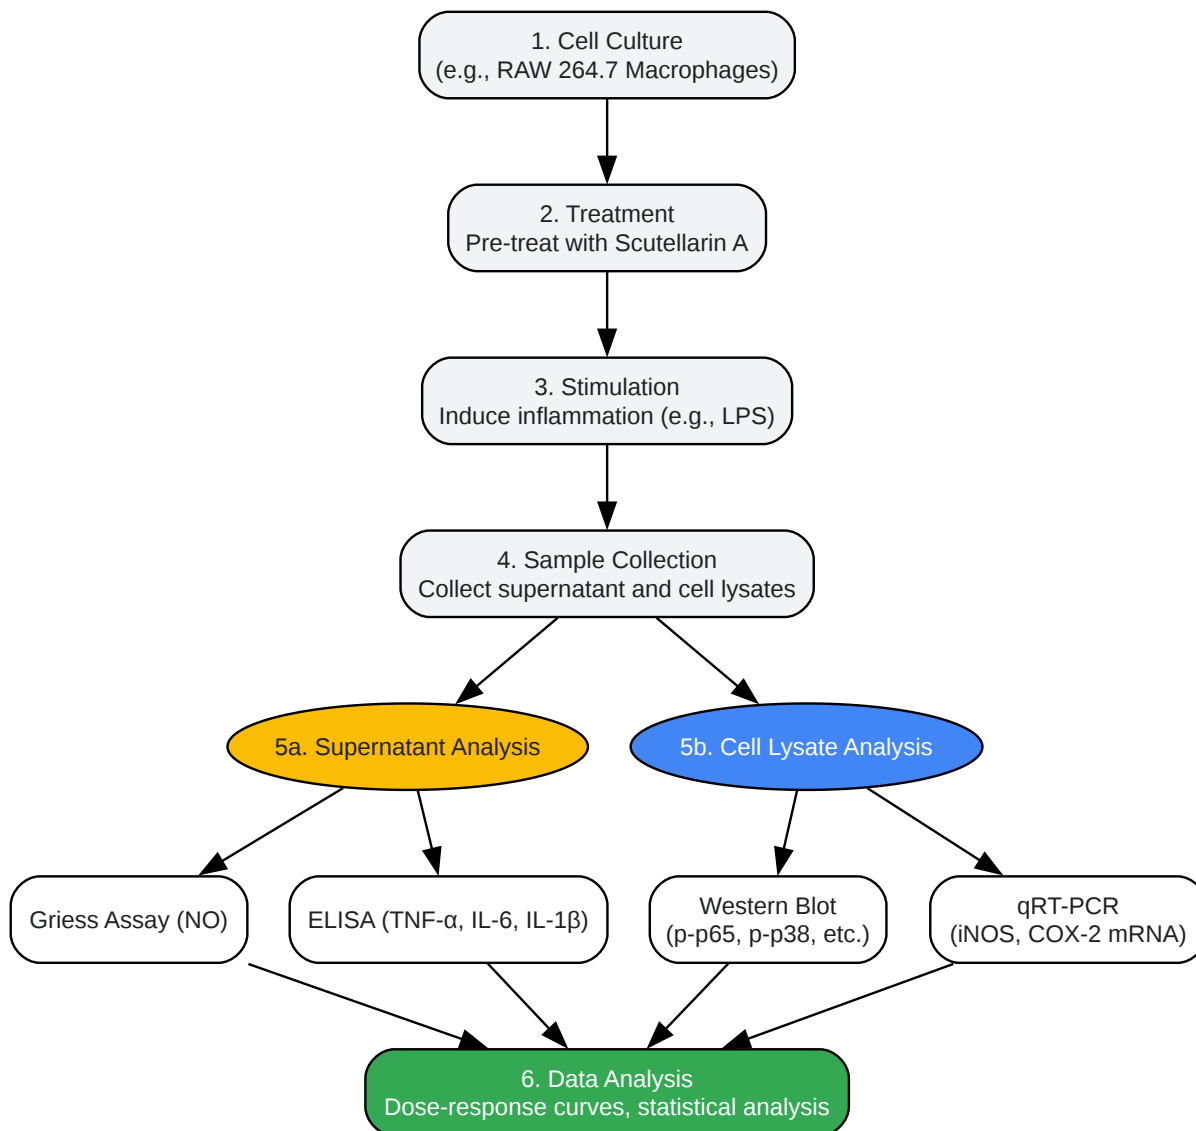 1. Cell Culture
(e.g., RAW 264.7 Macrophages)
2. Treatment
Pre-treat with Scutellarin A
3. Stimulation
Induce inflammation (e.g., LPS)
4. Sample Collection
Collect supernatant and cell lysates
5a. Supernatant Analysis
5b. Cell Lysate Analysis
Griess Assay (NO)
ELISA (TNF-α, IL-6, IL-1β)
Western Blot
(p-p65, p-p38, etc.)
qRT-PCR
(iNOS, COX-2 mRNA)
6. Data Analysis
Dose-response curves, statistical analysis